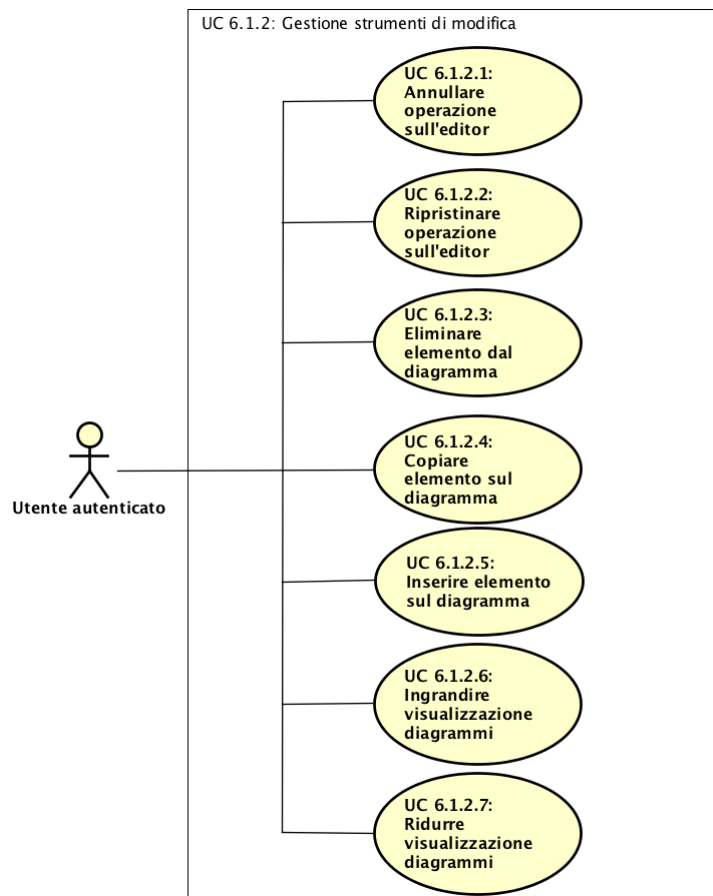 UC 6.1.2: Gestione strumenti di modifica
UC 6.1.2.1:
Annullare
operazione
sull'editor
UC 6.1.2.2:
Ripristinare
operazione
sull'editor
UC 6.1.2.3:
Eliminare
elemento dal
diagramma
UC 6.1.2.4:
Copiare
elemento sul
diagramma
Utente autenticato
UC 6.1.2.5:
Inserire elemento
sul diagramma
UC 6.1.2.6:
Ingrandire
visualizzazione
diagrammi
UC 6.1.2.7:
Ridurre
visualizzazione
diagrammi